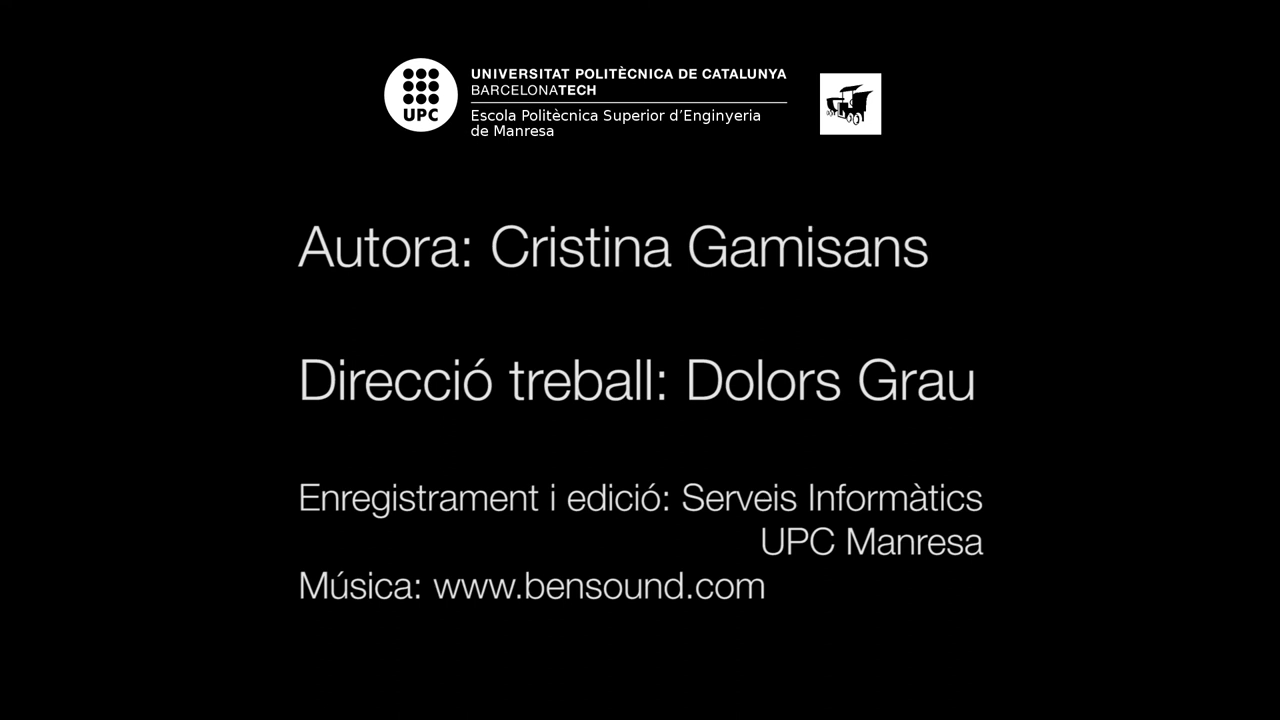 UPC
UNIVERSITAT POLITÈCNICA DE CATALUNYA
BARCELONATECH
Escola Politècnica Superior d’Enginyeria
de Manresa
Autora: Cristina Gamisans
Direcció treball: Dolors Grau
Enregistrament i edició: Serveis Informàtics
UPC Manresa
Música: www.bensound.com